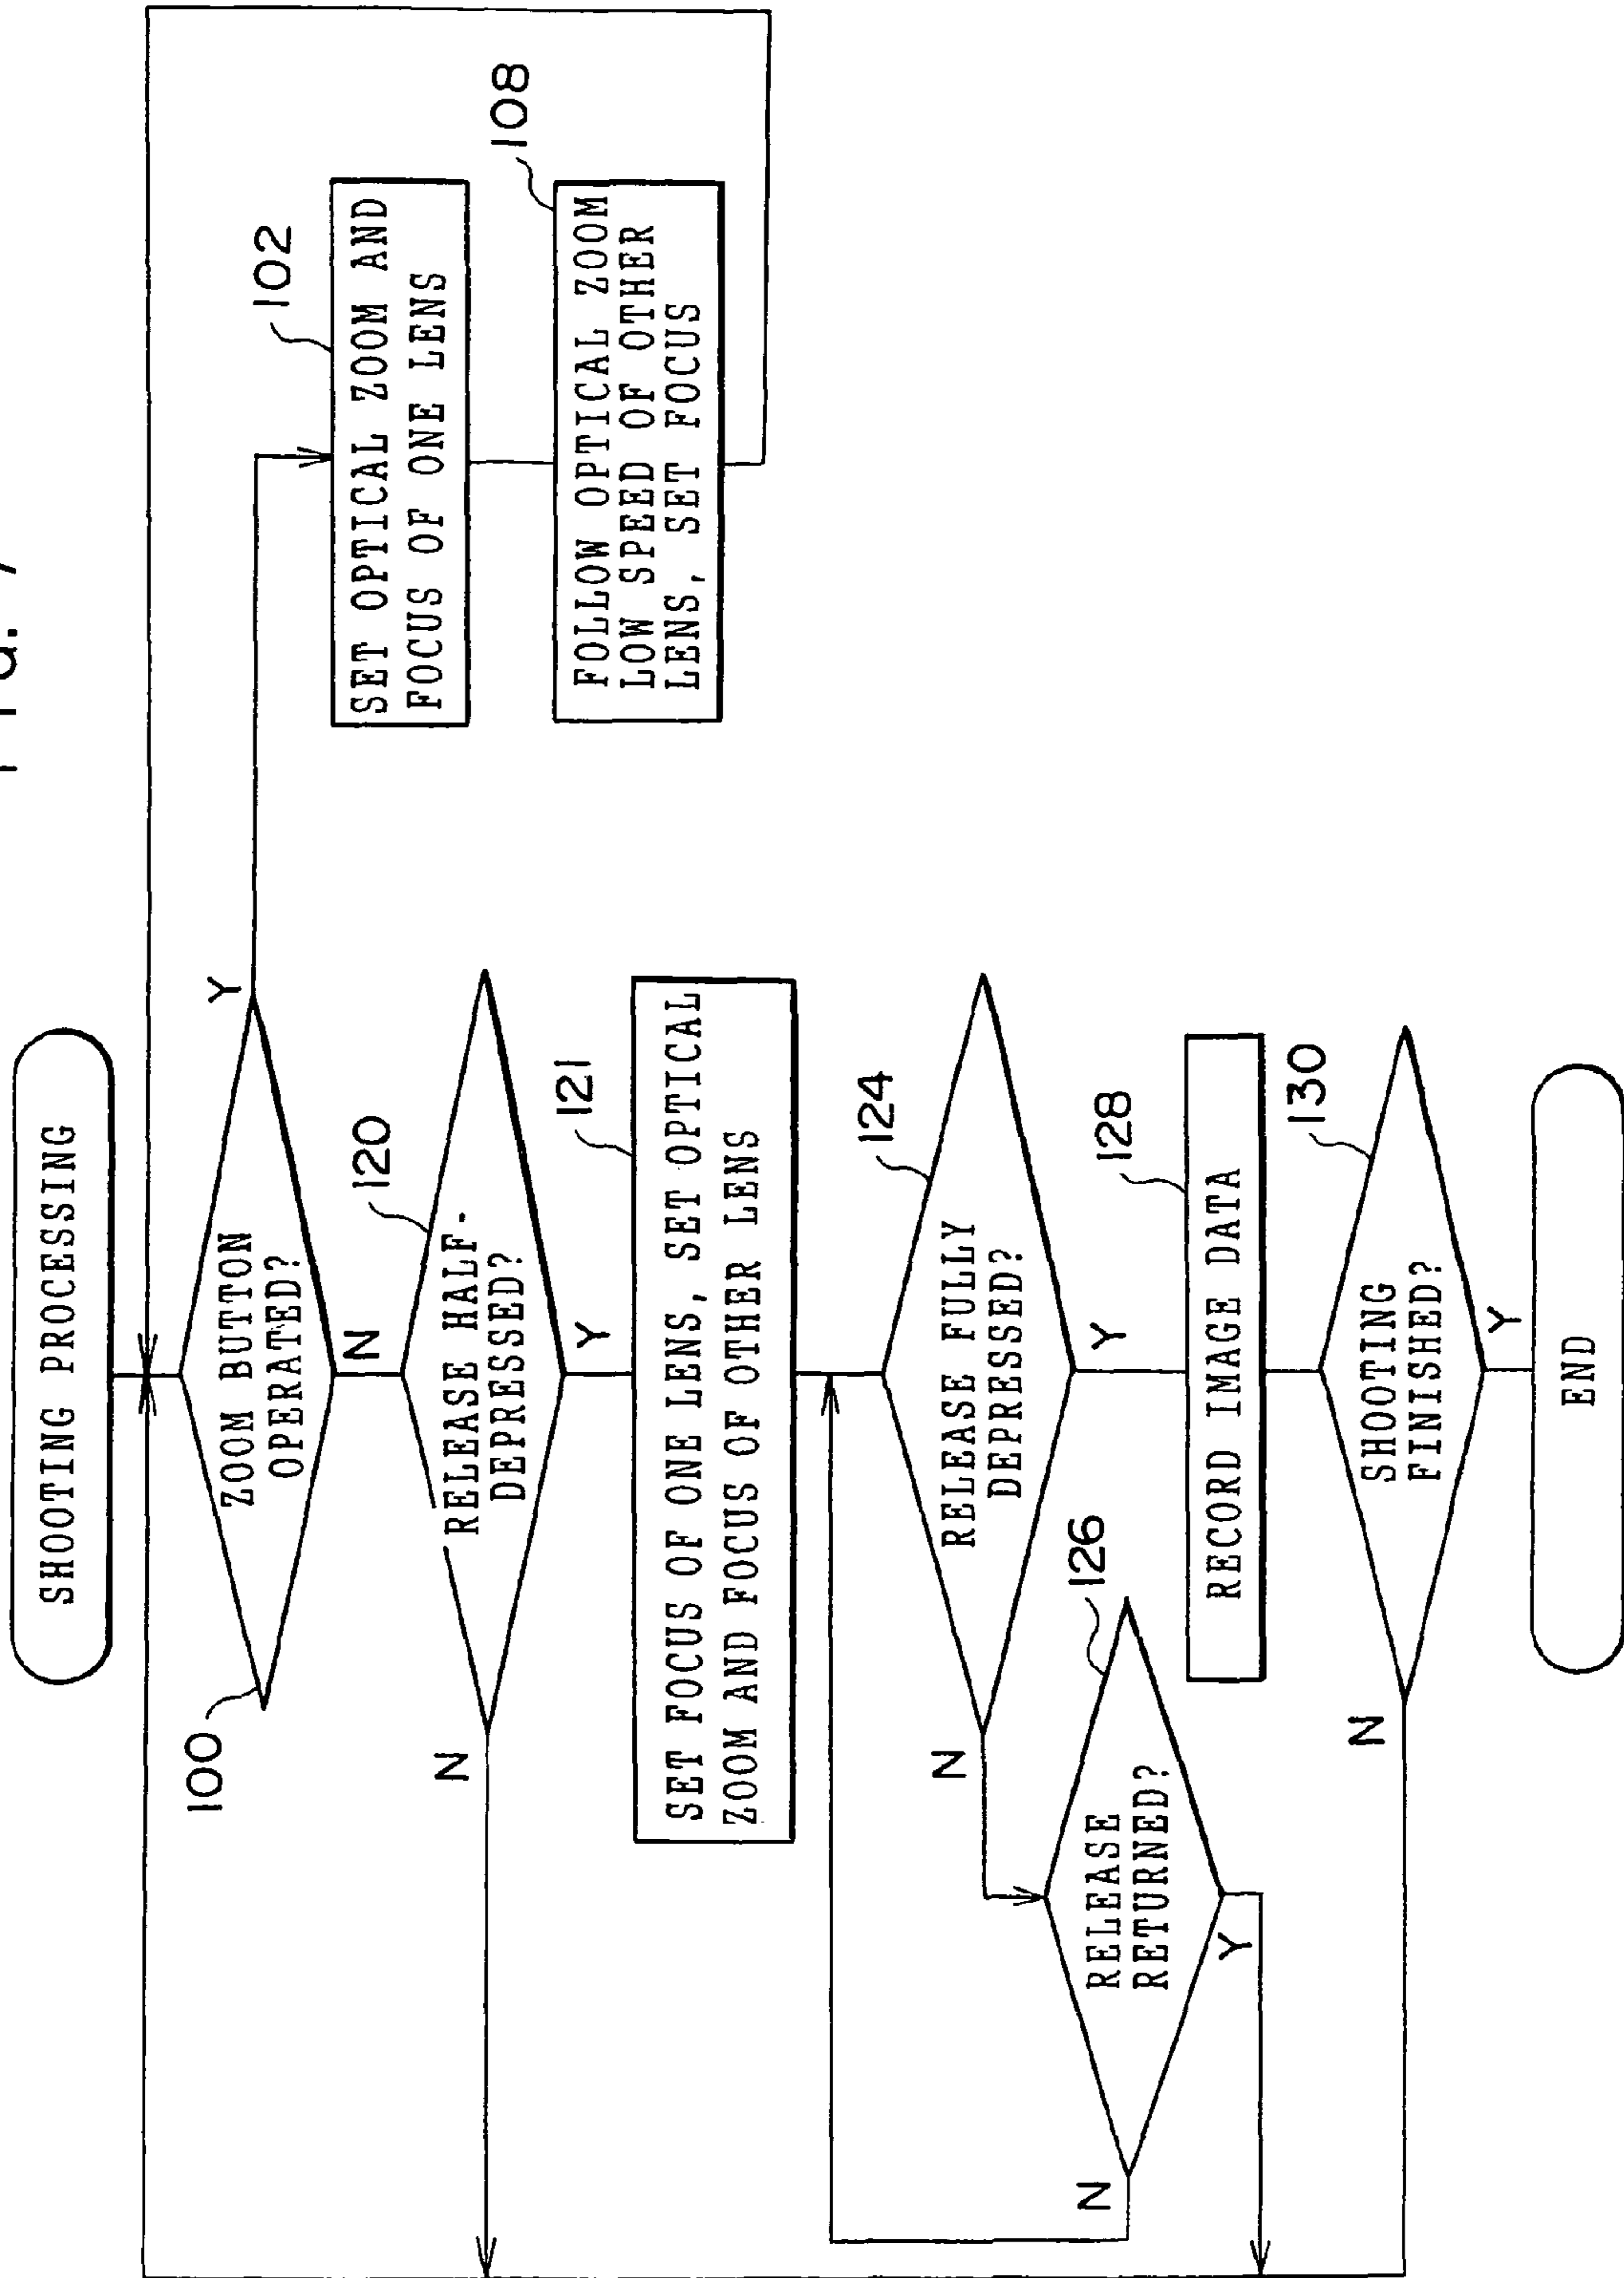 SHOOTING PROCESSING
100
ZOOM BUTTON
OPERATED?
Y
N
102
SET OPTICAL ZOOM AND
FOCUS OF ONE LENS
108
FOLLOW OPTICAL ZOOM
LOW SPEED OF OTHER
LENS, SET FOCUS
120
RELEASE HALF-
DEPRESSED?
N
Y
121
SET FOCUS OF ONE LENS, SET OPTICAL
ZOOM AND FOCUS OF OTHER LENS
124
RELEASE FULLY
DEPRESSED?
N
Y
126
RELEASE
RETURNED?
N
Y
128
RECORD IMAGE DATA
130
SHOOTING
FINISHED?
N
Y
END